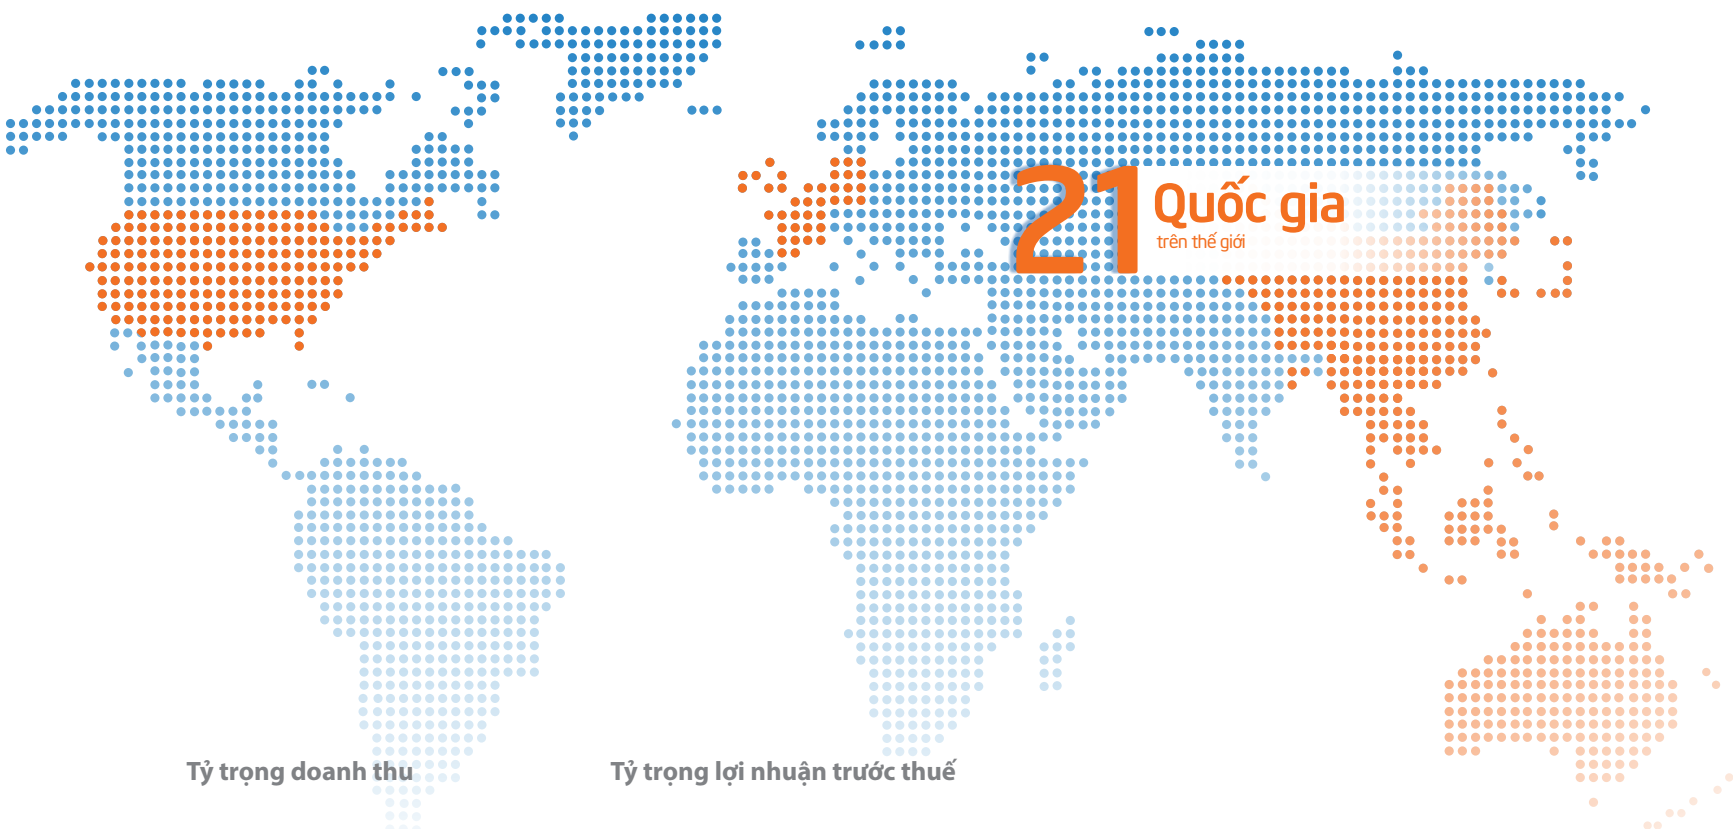 21 Quốc gia
trên thế giới
Tỷ trọng doanh thu
Tỷ trọng lợi nhuận trước thuế